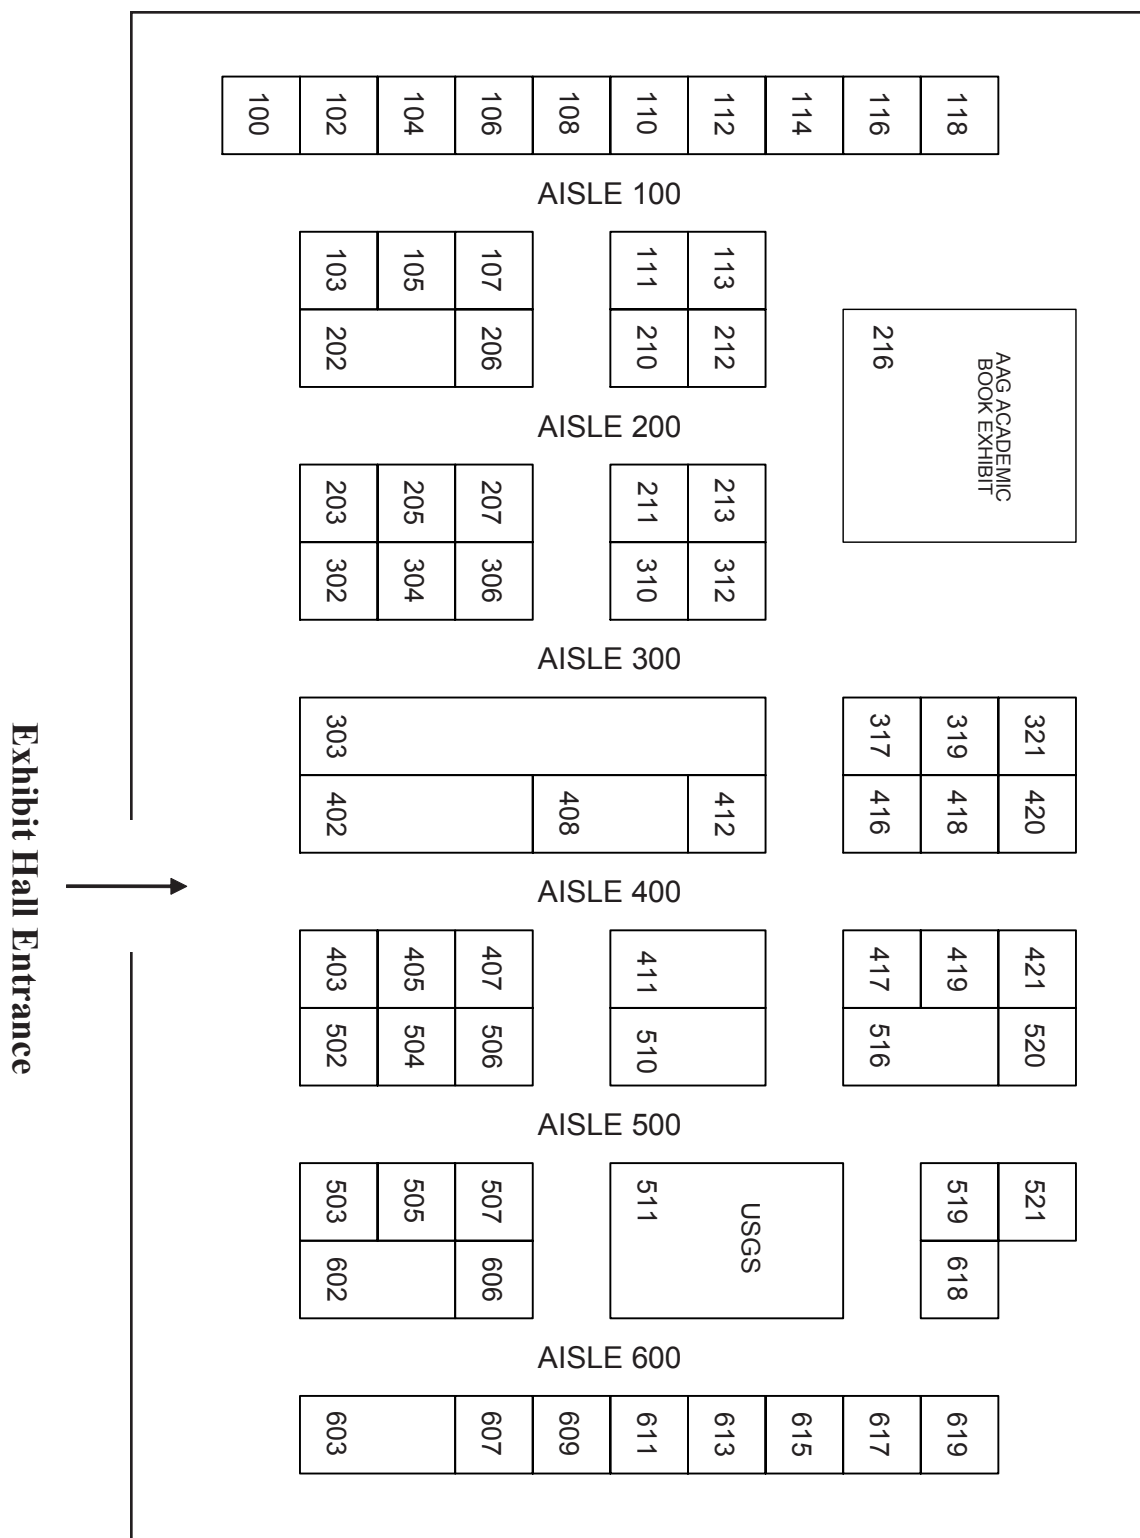 100 102 104 106 108 110 112 114 116 118
AISLE 100
103 105 107 111 113
202 206 210 212
216
AAG ACADEMIC
BOOK EXHIBIT
AISLE 200
203 205 207 211 213
302 304 306 310 312
AISLE 300
303 317 319 321
402 408 412 416 418 420
Exhibit Hall Entrance
AISLE 400
403 405 407 411 417 419 421
502 504 506 510 516 520
AISLE 500
503 505 507 511 519 521
USGS
602 606 618
AISLE 600
603 607 609 611 613 615 617 619